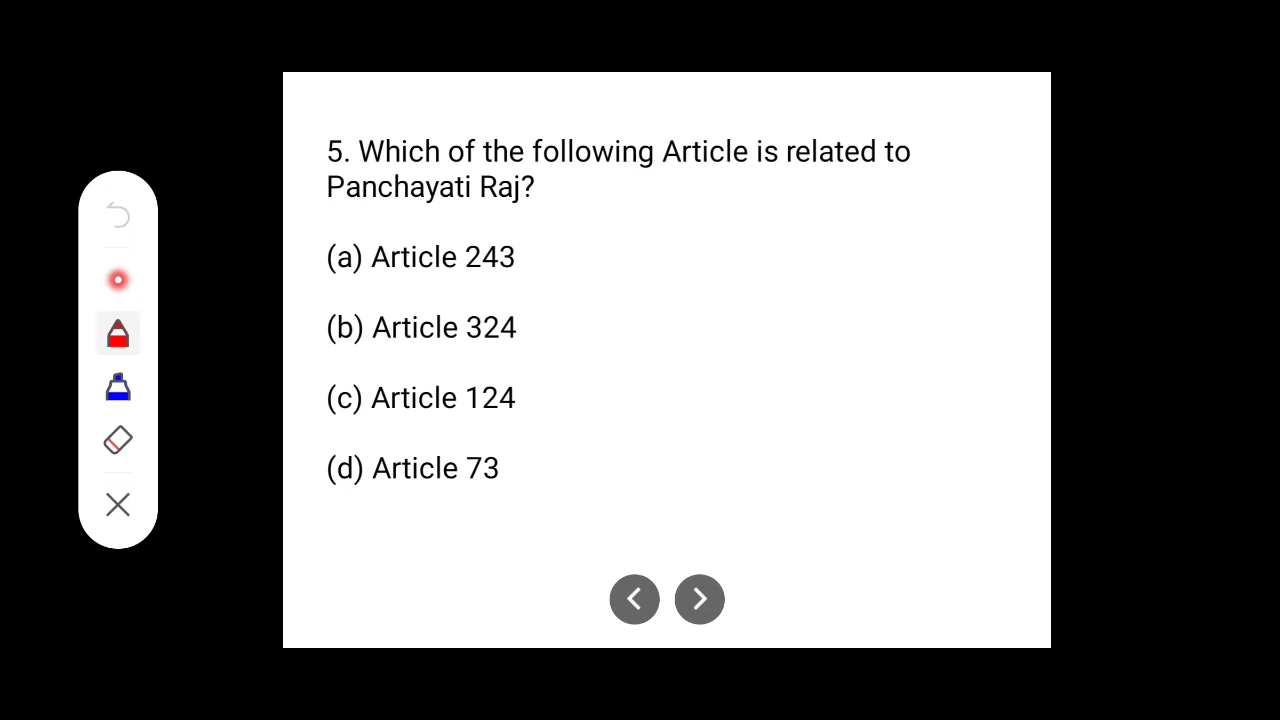 5. Which of the following Article is related to
Panchayati Raj?
(a) Article 243
(b) Article 324
(c) Article 124
(d) Article 73